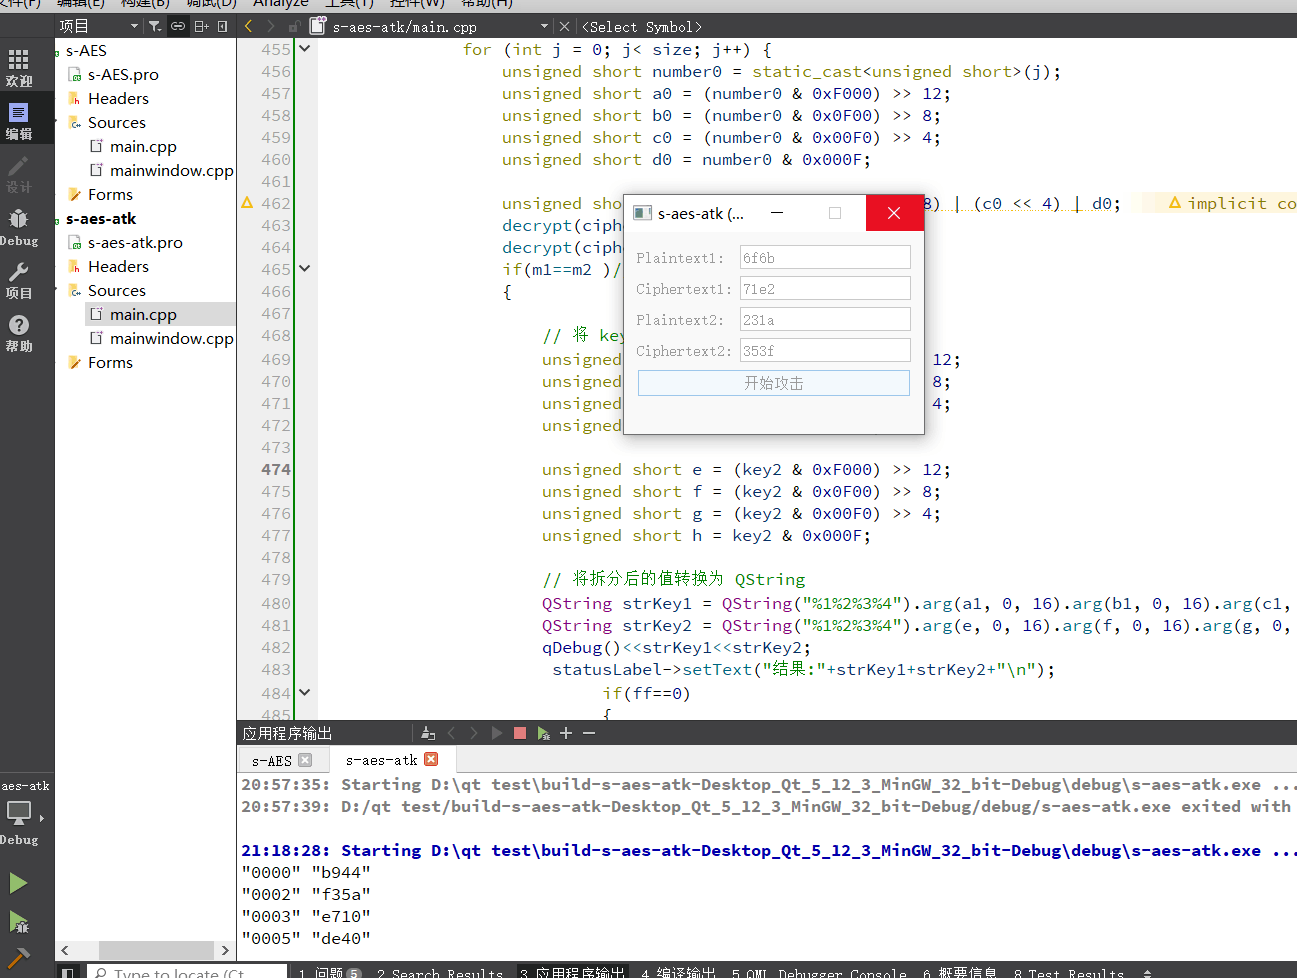 文件(F) 编辑(E) 构建(B) 调试(D) Analyze 工具(T) 控件(W) 帮助(H)
项目
s-aes-atk/main.cpp
<Select Symbol>
欢迎
编辑
设计
Debug
项目
帮助
s-AES
s-AES.pro
Headers
Sources
main.cpp
mainwindow.cpp
Forms
s-aes-atk
s-aes-atk.pro
Headers
Sources
main.cpp
mainwindow.cpp
Forms
455 for (int j = 0; j< size; j++) {
456 unsigned short number0 = static_cast<unsigned short>(j);
457 unsigned short a0 = (number0 & 0xF000) >> 12;
458 unsigned short b0 = (number0 & 0x0F00) >> 8;
459 unsigned short c0 = (number0 & 0x00F0) >> 4;
460 unsigned short d0 = number0 & 0x000F;
461
462 unsigned sho 8) | (c0 << 4) | d0; implicit co
463 decrypt(ciph
464 decrypt(ciph
465 if(m1==m2 )/
466 {
467
468 // 将 key
469 unsigned 12;
470 unsigned 8;
471 unsigned 4;
472 unsigned
473
474 unsigned short e = (key2 & 0xF000) >> 12;
475 unsigned short f = (key2 & 0x0F00) >> 8;
476 unsigned short g = (key2 & 0x00F0) >> 4;
477 unsigned short h = key2 & 0x000F;
478
479 // 将拆分后的值转换为 QString
480 QString strKey1 = QString("%1%2%3%4").arg(a1, 0, 16).arg(b1, 0, 16).arg(c1,
481 QString strKey2 = QString("%1%2%3%4").arg(e, 0, 16).arg(f, 0, 16).arg(g, 0,
482 qDebug()<<strKey1<<strKey2;
483 statusLabel->setText("结果:"+strKey1+strKey2+"\n");
484 if(ff==0)
485 {
s-aes-atk (...
Plaintext1: 6f6b
Ciphertext1: 71e2
Plaintext2: 231a
Ciphertext2: 353f
开始攻击
应用程序输出
s-AES
s-aes-atk
20:57:35: Starting D:\qt test\build-s-aes-atk-Desktop_Qt_5_12_3_MinGW_32_bit-Debug\debug\s-aes-atk.exe ...
20:57:39: D:/qt test/build-s-aes-atk-Desktop_Qt_5_12_3_MinGW_32_bit-Debug/debug/s-aes-atk.exe exited with
21:18:28: Starting D:\qt test\build-s-aes-atk-Desktop_Qt_5_12_3_MinGW_32_bit-Debug\debug\s-aes-atk.exe ...
"0000" "b944"
"0002" "f35a"
"0003" "e710"
"0005" "de40"
aes-atk
Debug
Type to locate (Ct
1 问题 5 2 Search Results 3 应用程序输出 4 编译输出 5 QML Debugger Console 6 概要信息 8 Test Results